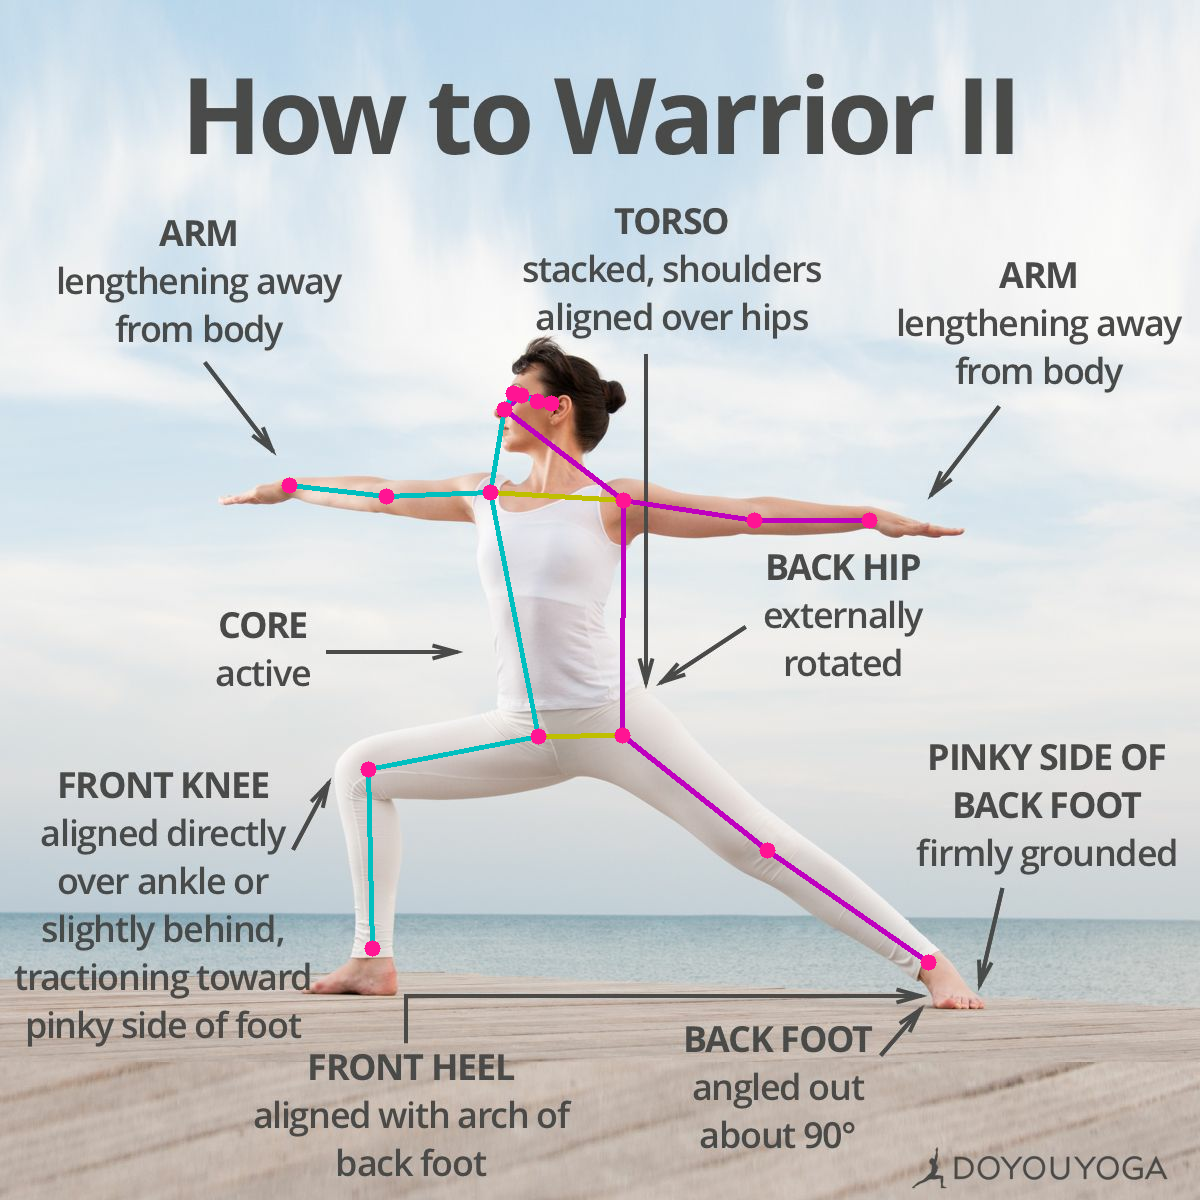 How to Warrior II
ARM
lengthening away
from body
TORSO
stacked, shoulders
aligned over hips
ARM
lengthening away
from body
CORE
active
BACK HIP
externally
rotated
FRONT KNEE
aligned directly
over ankle or
slightly behind,
tractioning toward
pinky side of foot
PINKY SIDE OF
BACK FOOT
firmly grounded
FRONT HEEL
aligned with arch of
back foot
BACK FOOT
angled out
about 90°
DOYOUYOGA